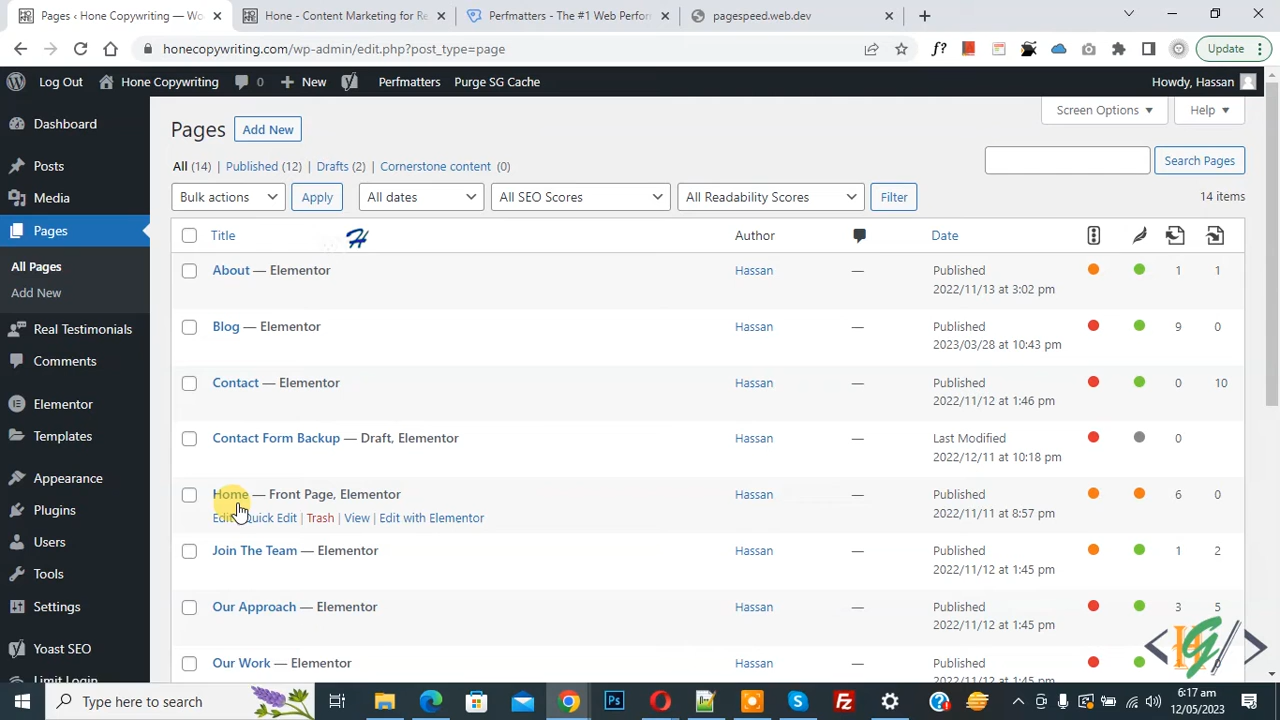 Pages ‹ Hone Copywriting — Wo
Home - Content Marketing for Re
Perfmatters - The #1 Web Perfor
pagespeed.web.dev
honecopywriting.com/wp-admin/edit.php?post_type=page
f?
Update
Log Out
Hone Copywriting
0
New
Perfmatters
Purge SG Cache
Howdy, Hassan
Screen Options
Help
Dashboard
Posts
Media
Pages
All Pages
Add New
Real Testimonials
Comments
Elementor
Templates
Appearance
Plugins
Users
Tools
Settings
Yoast SEO
Limit Login
Pages
Add New
All (14) | Published (12) | Drafts (2) | Cornerstone content (0)
Search Pages
Bulk actions
Apply
All dates
All SEO Scores
All Readability Scores
Filter
14 items
Title
Author
Date
About — Elementor
Hassan
—
Published
2022/11/13 at 3:02 pm
1
1
Blog — Elementor
Hassan
—
Published
2023/03/28 at 10:43 pm
9
0
Contact — Elementor
Hassan
—
Published
2022/11/12 at 1:46 pm
0
10
Contact Form Backup — Draft, Elementor
Hassan
—
Last Modified
2022/12/11 at 10:18 pm
0
Home — Front Page, Elementor
Edit | Quick Edit | Trash | View | Edit with Elementor
Hassan
—
Published
2022/11/11 at 8:57 pm
6
0
Join The Team — Elementor
Hassan
—
Published
2022/11/12 at 1:45 pm
1
2
Our Approach — Elementor
Hassan
—
Published
2022/11/12 at 1:45 pm
3
5
Our Work — Elementor
Hassan
—
Published
2022/11/12 at 1:45 pm
Type here to search
Ps
6:17 am
12/05/2023